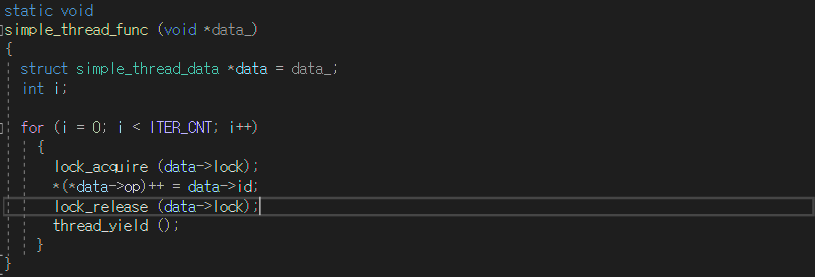 static void
simple_thread_func (void *data_)
{
struct simple_thread_data *data = data_;
int i;
for (i = 0; i < ITER_CNT; i++)
{
lock_acquire (data->lock);
*(*data->op)++ = data->id;
lock_release (data->lock);
thread_yield ();
}
}